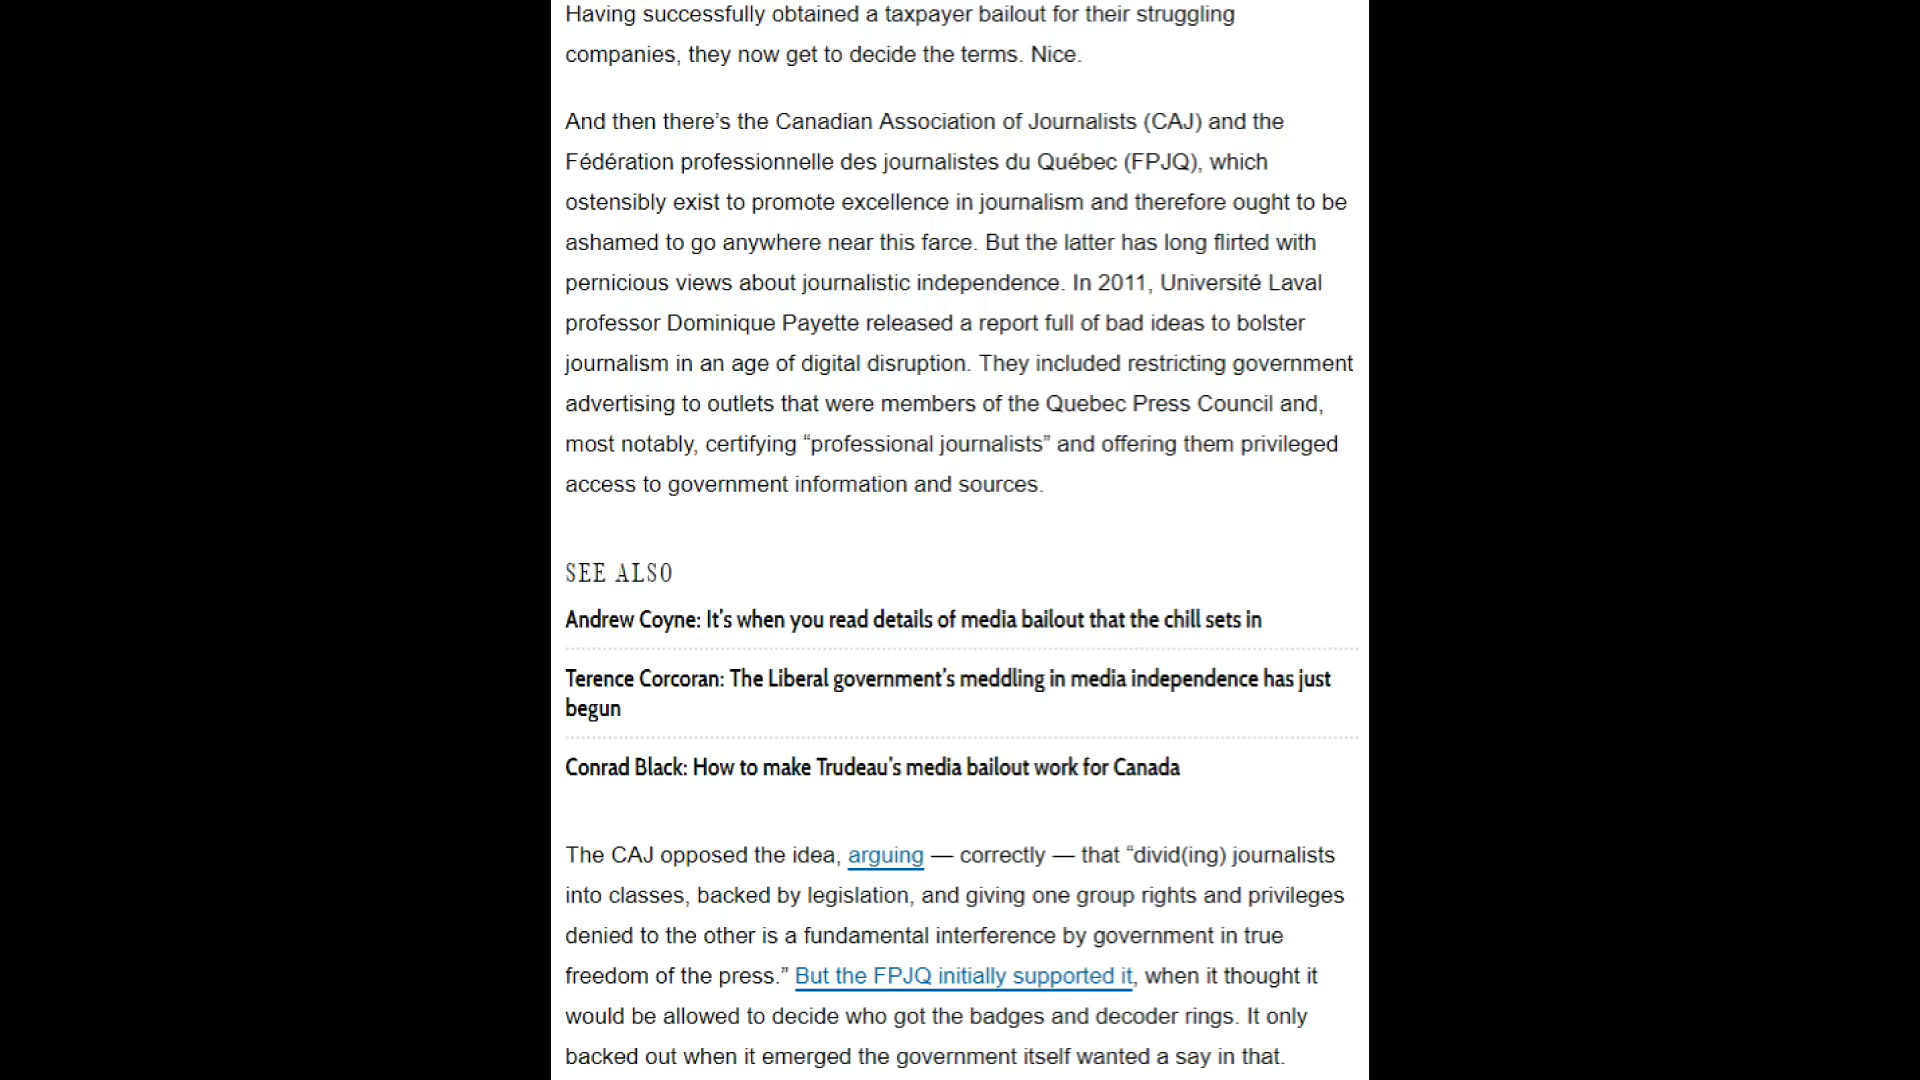 Having successfully obtained a taxpayer bailout for their struggling
companies, they now get to decide the terms. Nice.
And then there’s the Canadian Association of Journalists (CAJ) and the
Fédération professionnelle des journalistes du Québec (FPJQ), which
ostensibly exist to promote excellence in journalism and therefore ought to be
ashamed to go anywhere near this farce. But the latter has long flirted with
pernicious views about journalistic independence. In 2011, Université Laval
professor Dominique Payette released a report full of bad ideas to bolster
journalism in an age of digital disruption. They included restricting government
advertising to outlets that were members of the Quebec Press Council and,
most notably, certifying “professional journalists” and offering them privileged
access to government information and sources.
SEE ALSO
Andrew Coyne: It's when you read details of media bailout that the chill sets in
Terence Corcoran: The Liberal government's meddling in media independence has just
begun
Conrad Black: How to make Trudeau's media bailout work for Canada
The CAJ opposed the idea, arguing — correctly — that “divid(ing) journalists
into classes, backed by legislation, and giving one group rights and privileges
denied to the other is a fundamental interference by government in true
freedom of the press.” But the FPJQ initially supported it, when it thought it
would be allowed to decide who got the badges and decoder rings. It only
backed out when it emerged the government itself wanted a say in that.